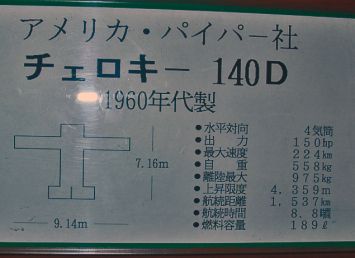 アメリカ・パイパー社
チェロキー 140D
1960年代製
7.16m
9.14m
●水平対向 4気筒
●出力 150hp
●最大速度 224km
●自重 558kg
●離陸最大 975kg
●上昇限度 4.359m
●航続距離 1.537km
●航続時間 8.8時間
●燃料容量 189ℓ